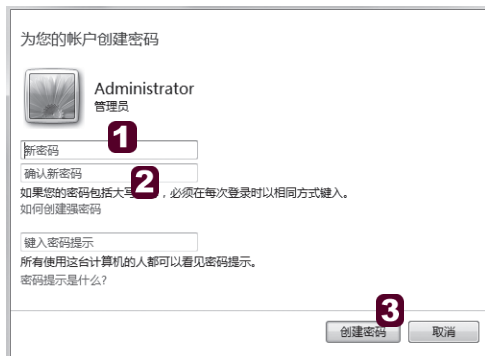 为您的帐户创建密码
Administrator
管理员
1
新密码
确认新密码
2
如果您的密码包括大写，必须在每次登录时以相同方式键入。
如何创建强密码
键入密码提示
所有使用这台计算机的人都可以看见密码提示。
密码提示是什么?
3
创建密码 取消